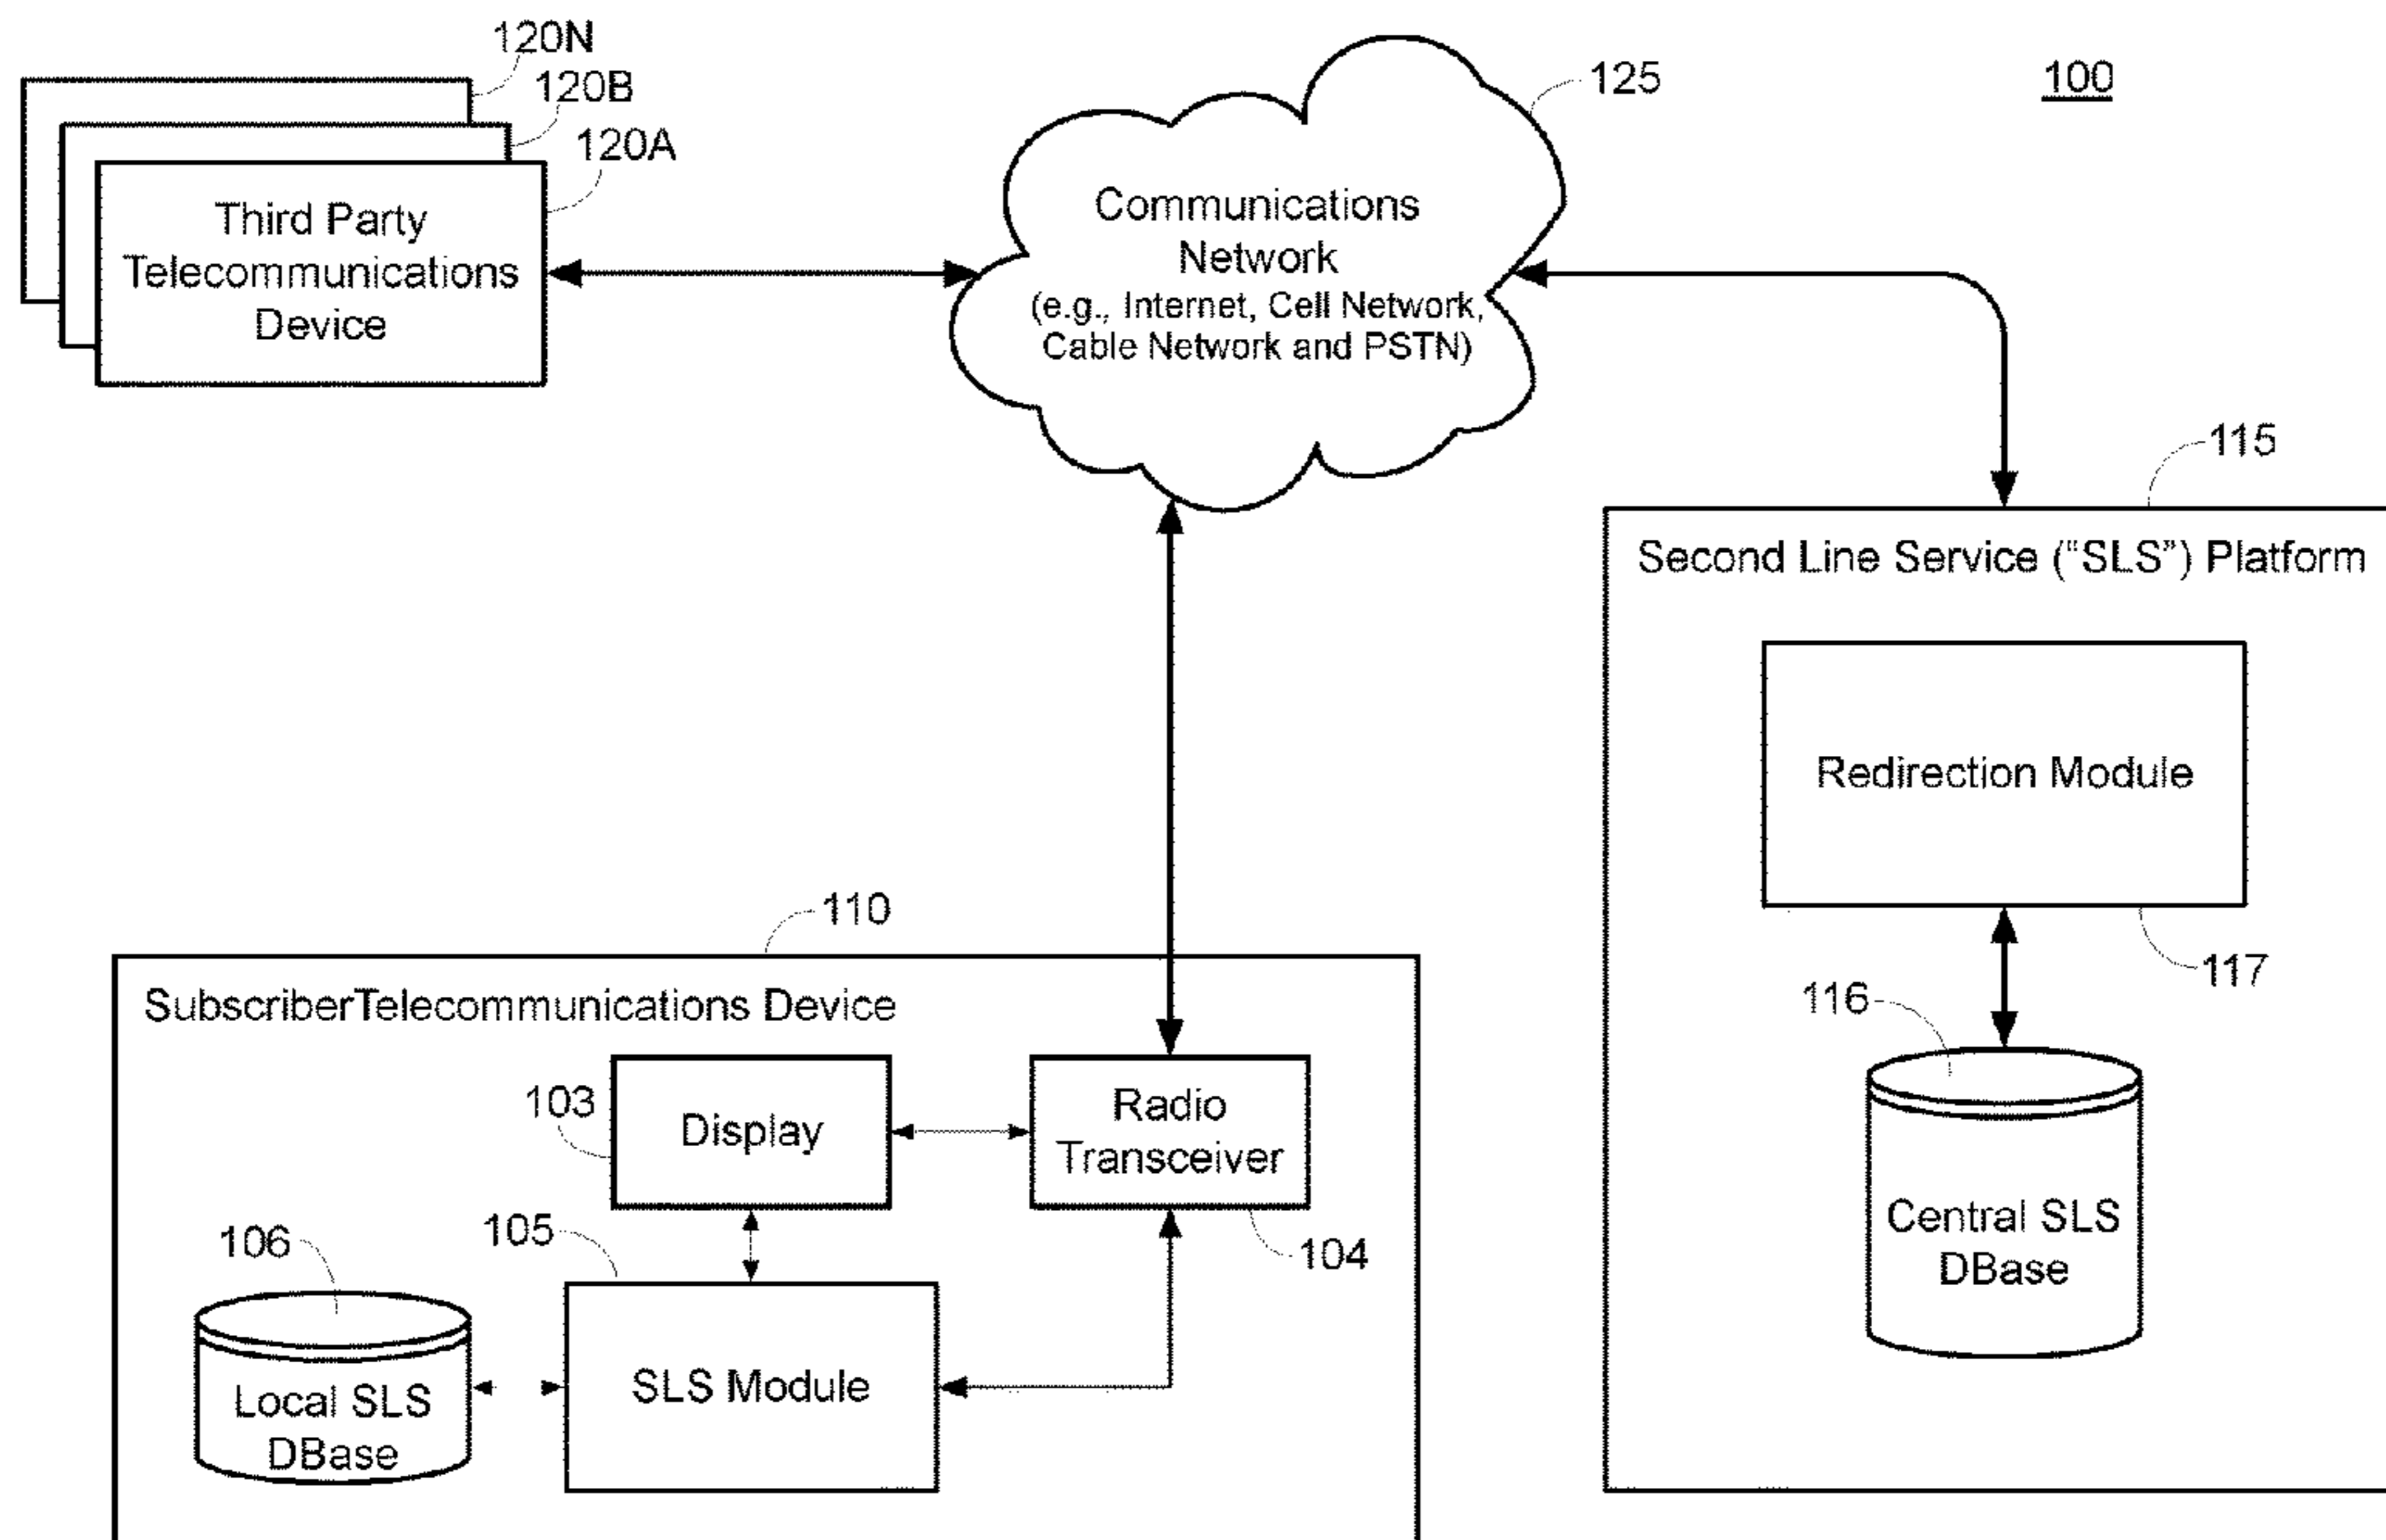 120N
120B
120A
125
100
Third Party
Telecommunications
Device
Communications
Network
(e.g., Internet, Cell Network,
Cable Network and PSTN)
115
Second Line Service (“SLS”) Platform
Redirection Module
117
116
Central SLS
DBase
110
SubscriberTelecommunications Device
103
Display
Radio
Transceiver
104
105
106
SLS Module
Local SLS
DBase